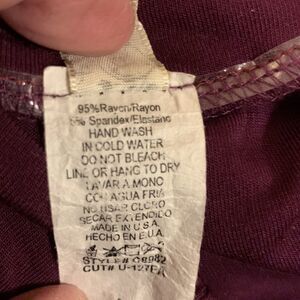 95%Rayon/Rayon
5% Spandex/Elastano
HAND WASH
IN COLD WATER
DO NOT BLEACH
LINE OR HANG TO DRY
LAVAR A MONO
CON AGUA FRIA
NO USAR CLORO
SECAR EXTENDIDO
MADE IN U.S.A
HECHO EN E.U.A.
STYLE#
CUT#